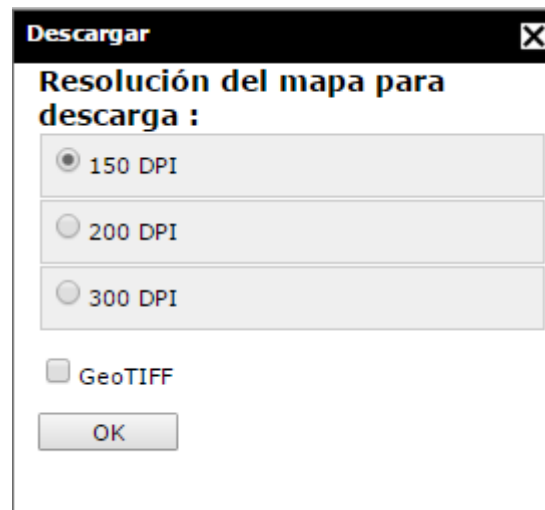 Descargar
Resolución del mapa para
descarga :
150 DPI
200 DPI
300 DPI
GeoTIFF
OK